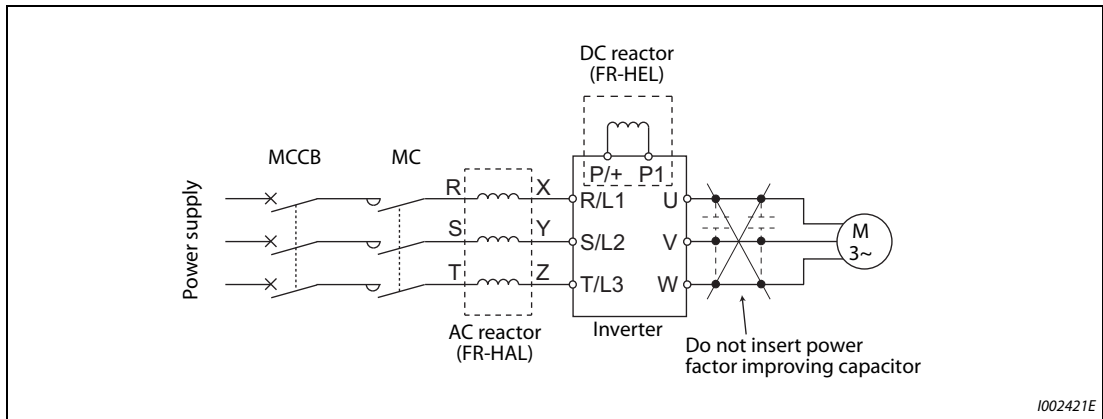 DC reactor
(FR-HEL)
MCCB
MC
P/+ P1
Power supply
R
X
R/L1
U
S
Y
S/L2
V
M
3~
T
Z
T/L3
W
AC reactor
(FR-HAL)
Inverter
Do not insert power
factor improving capacitor
I002421E